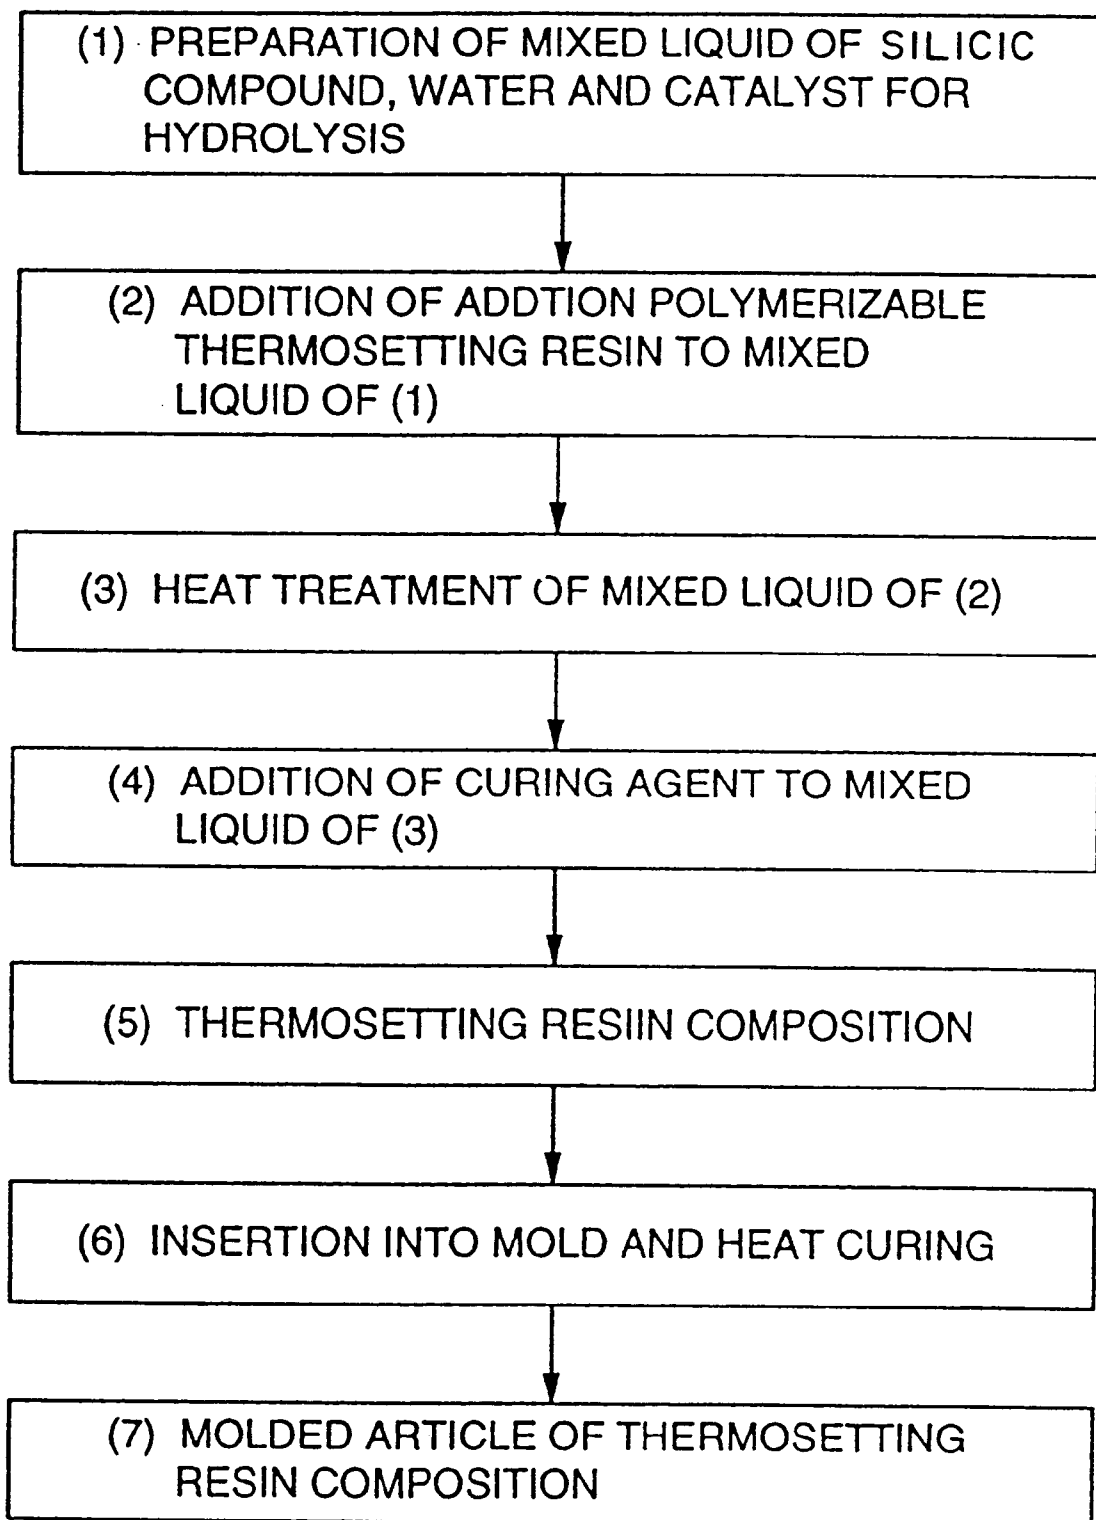 (1) PREPARATION OF MIXED LIQUID OF SILICIC
COMPOUND, WATER AND CATALYST FOR
HYDROLYSIS
(2) ADDITION OF ADDTION POLYMERIZABLE
THERMOSETTING RESIN TO MIXED
LIQUID OF (1)
(3) HEAT TREATMENT OF MIXED LIQUID OF (2)
(4) ADDITION OF CURING AGENT TO MIXED
LIQUID OF (3)
(5) THERMOSETTING RESIIN COMPOSITION
(6) INSERTION INTO MOLD AND HEAT CURING
(7) MOLDED ARTICLE OF THERMOSETTING
RESIN COMPOSITION